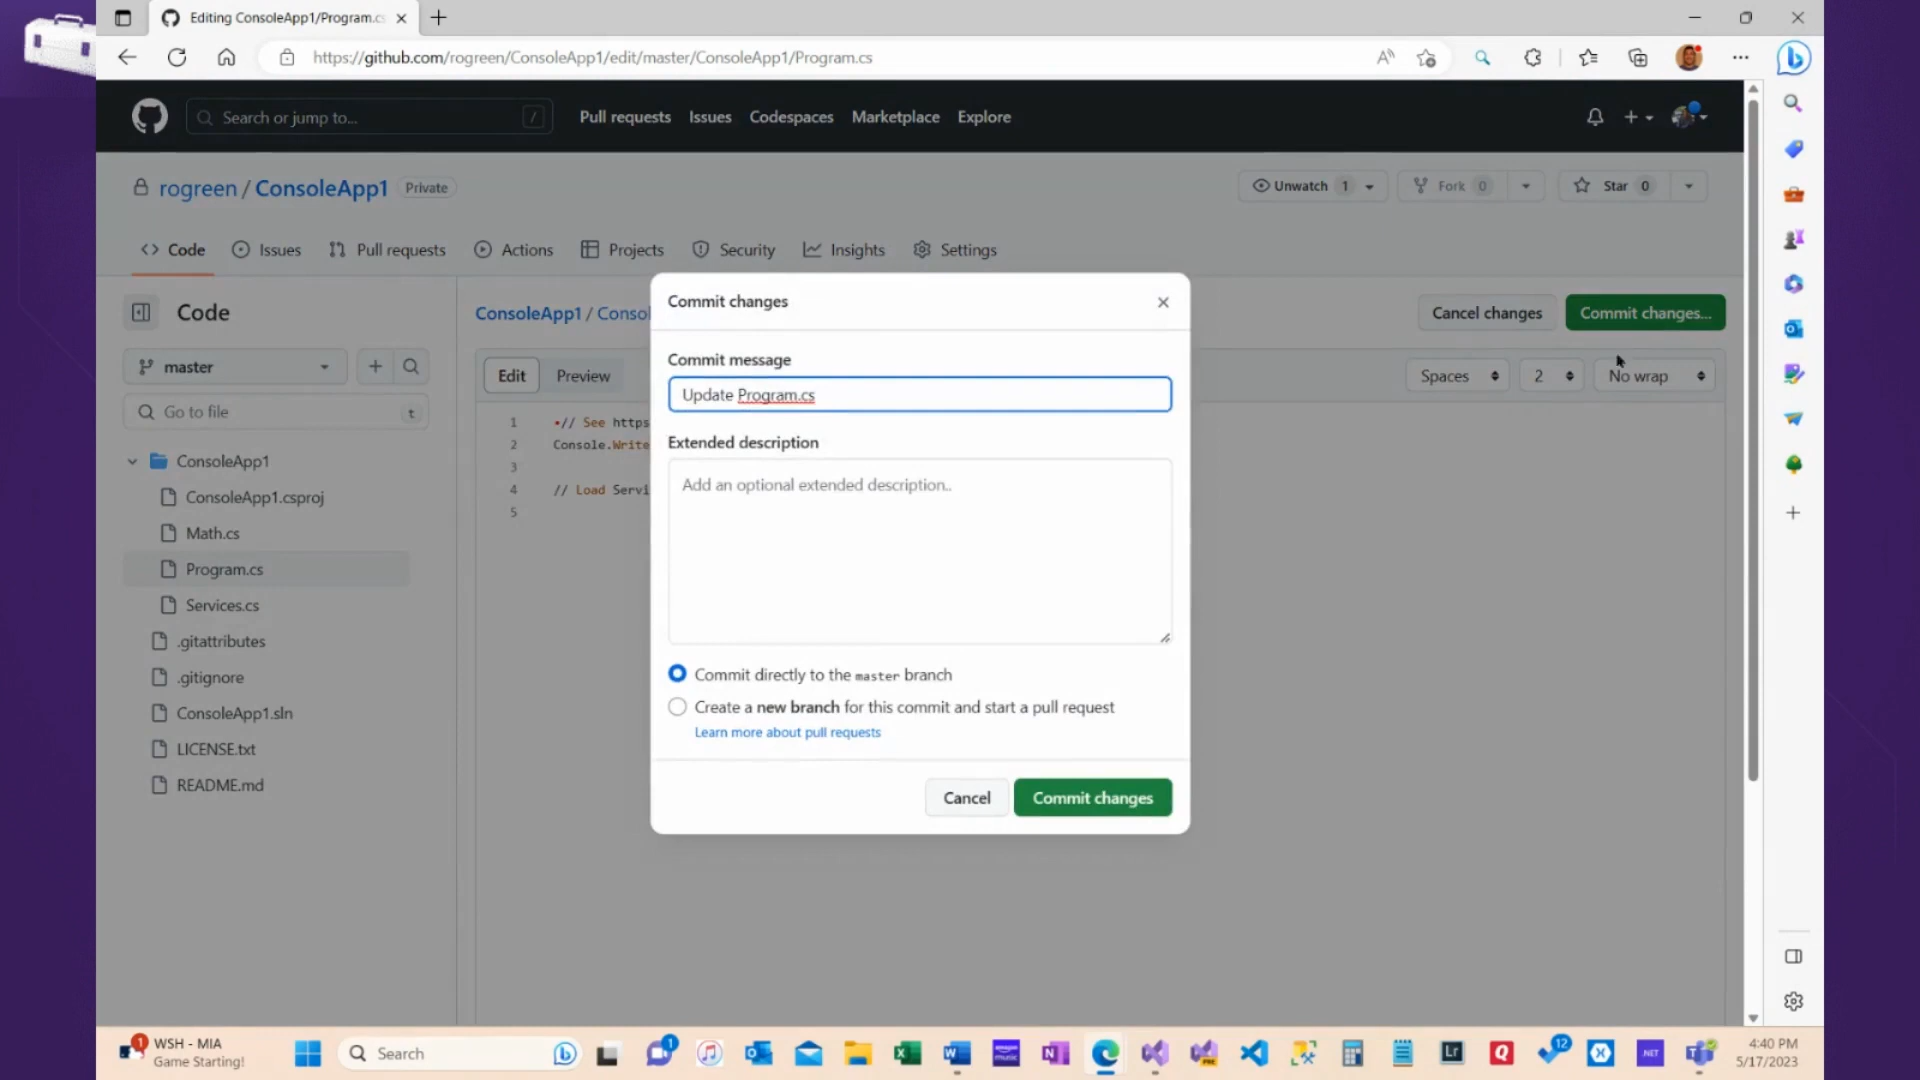 Editing ConsoleApp1/Program.cs
https://github.com/rogreen/ConsoleApp1/edit/master/ConsoleApp1/Program.cs
Search or jump to... /
Pull requests Issues Codespaces Marketplace Explore
rogreen / ConsoleApp1 Private
Unwatch 1 Fork 0 Star 0
Code Issues Pull requests Actions Projects Security Insights Settings
Code
master
Go to file t
ConsoleApp1
ConsoleApp1.csproj
Math.cs
Program.cs
Services.cs
.gitattributes
.gitignore
ConsoleApp1.sln
LICENSE.txt
README.md
ConsoleApp1 / Consol
Cancel changes Commit changes...
Edit Preview
Spaces 2 No wrap
1 // See https
2 Console.Write
3
4 // Load Servi
5
Commit changes
Commit message
Update Program.cs
Extended description
Add an optional extended description..
Commit directly to the master branch
Create a new branch for this commit and start a pull request
Learn more about pull requests
Cancel Commit changes
1 WSH - MIA
Game Starting!
Search
1
amazon music
Lr
12
.NET
4:40 PM
5/17/2023